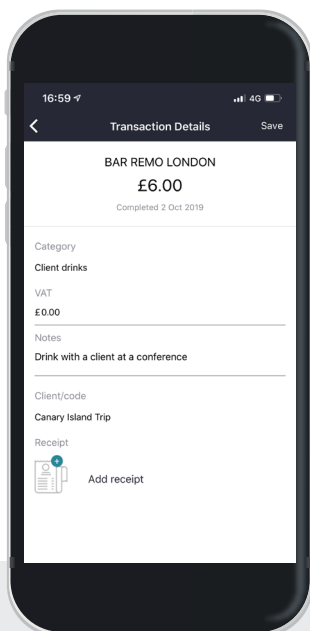 16:59 4G
Transaction Details Save
BAR REMO LONDON
£6.00
Completed 2 Oct 2019
Category
Client drinks
VAT
£0.00
Notes
Drink with a client at a conference
Client/code
Canary Island Trip
Receipt
Add receipt